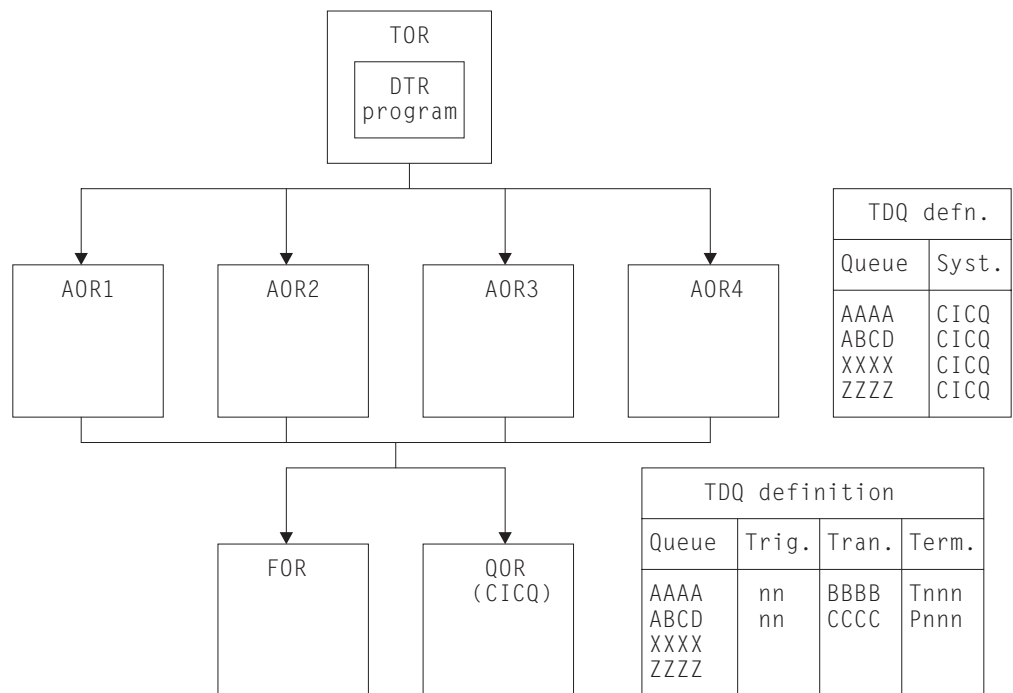 TOR
DTR
program
AOR1
AOR2
AOR3
AOR4
TDQ defn.
Queue Syst.
AAAA CICQ
ABCD CICQ
XXXX CICQ
ZZZZ CICQ
FOR
QOR
(CICQ)
TDQ definition
Queue Trig. Tran. Term.
AAAA nn BBBB Tnnn
ABCD nn CCCC Pnnn
XXXX
ZZZZ